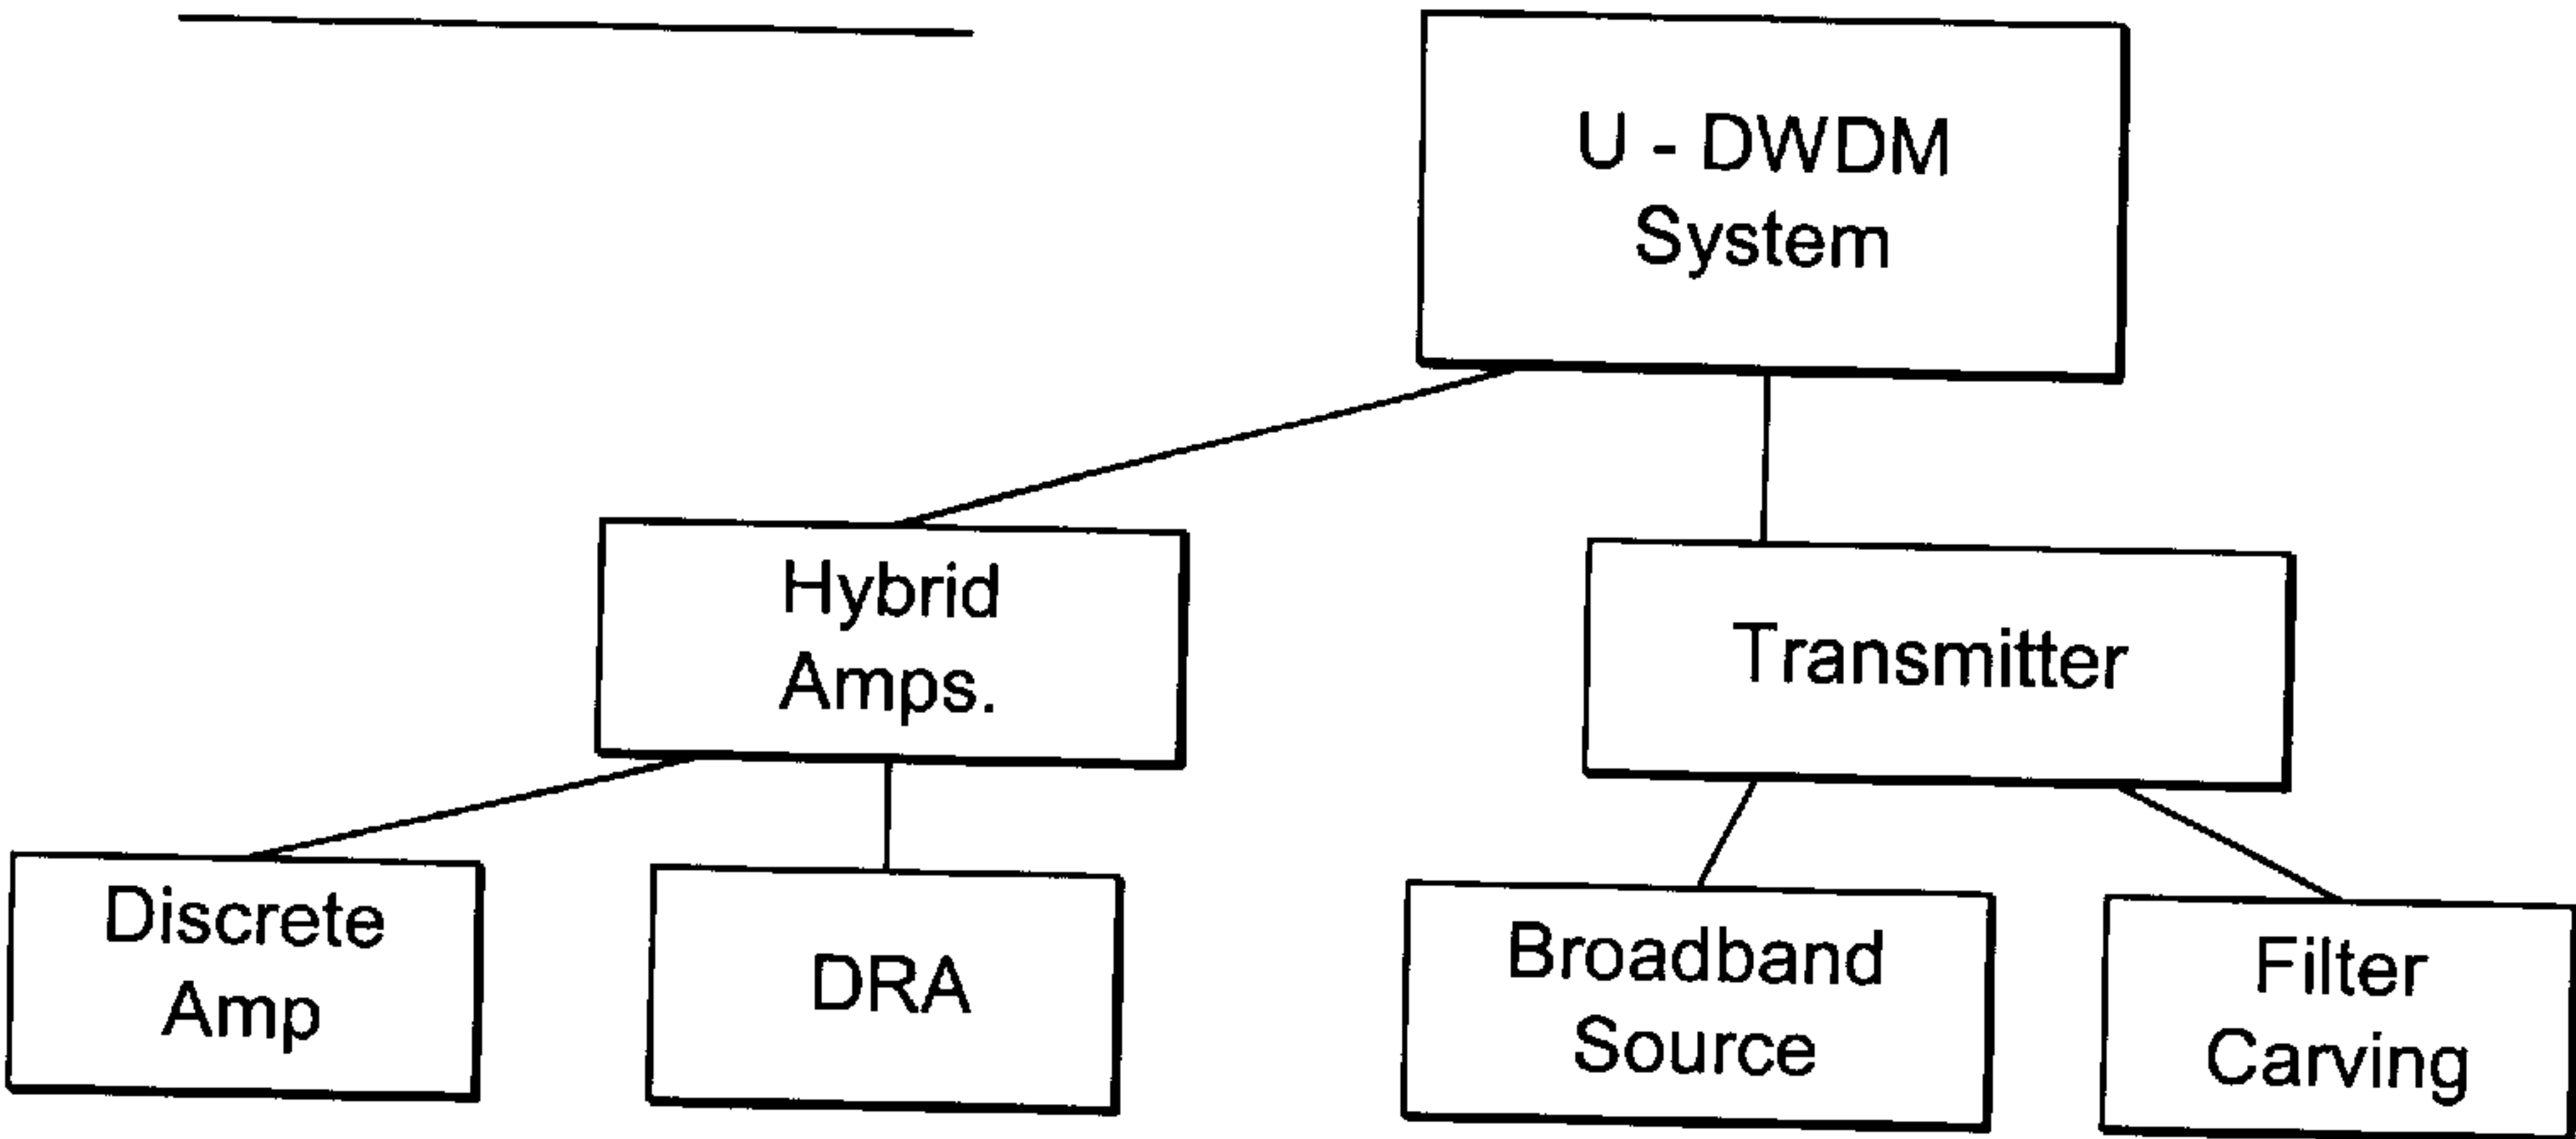 U - DWDM
System
Hybrid
Amps.
Transmitter
Discrete
Amp
DRA
Broadband
Source
Filter
Carving